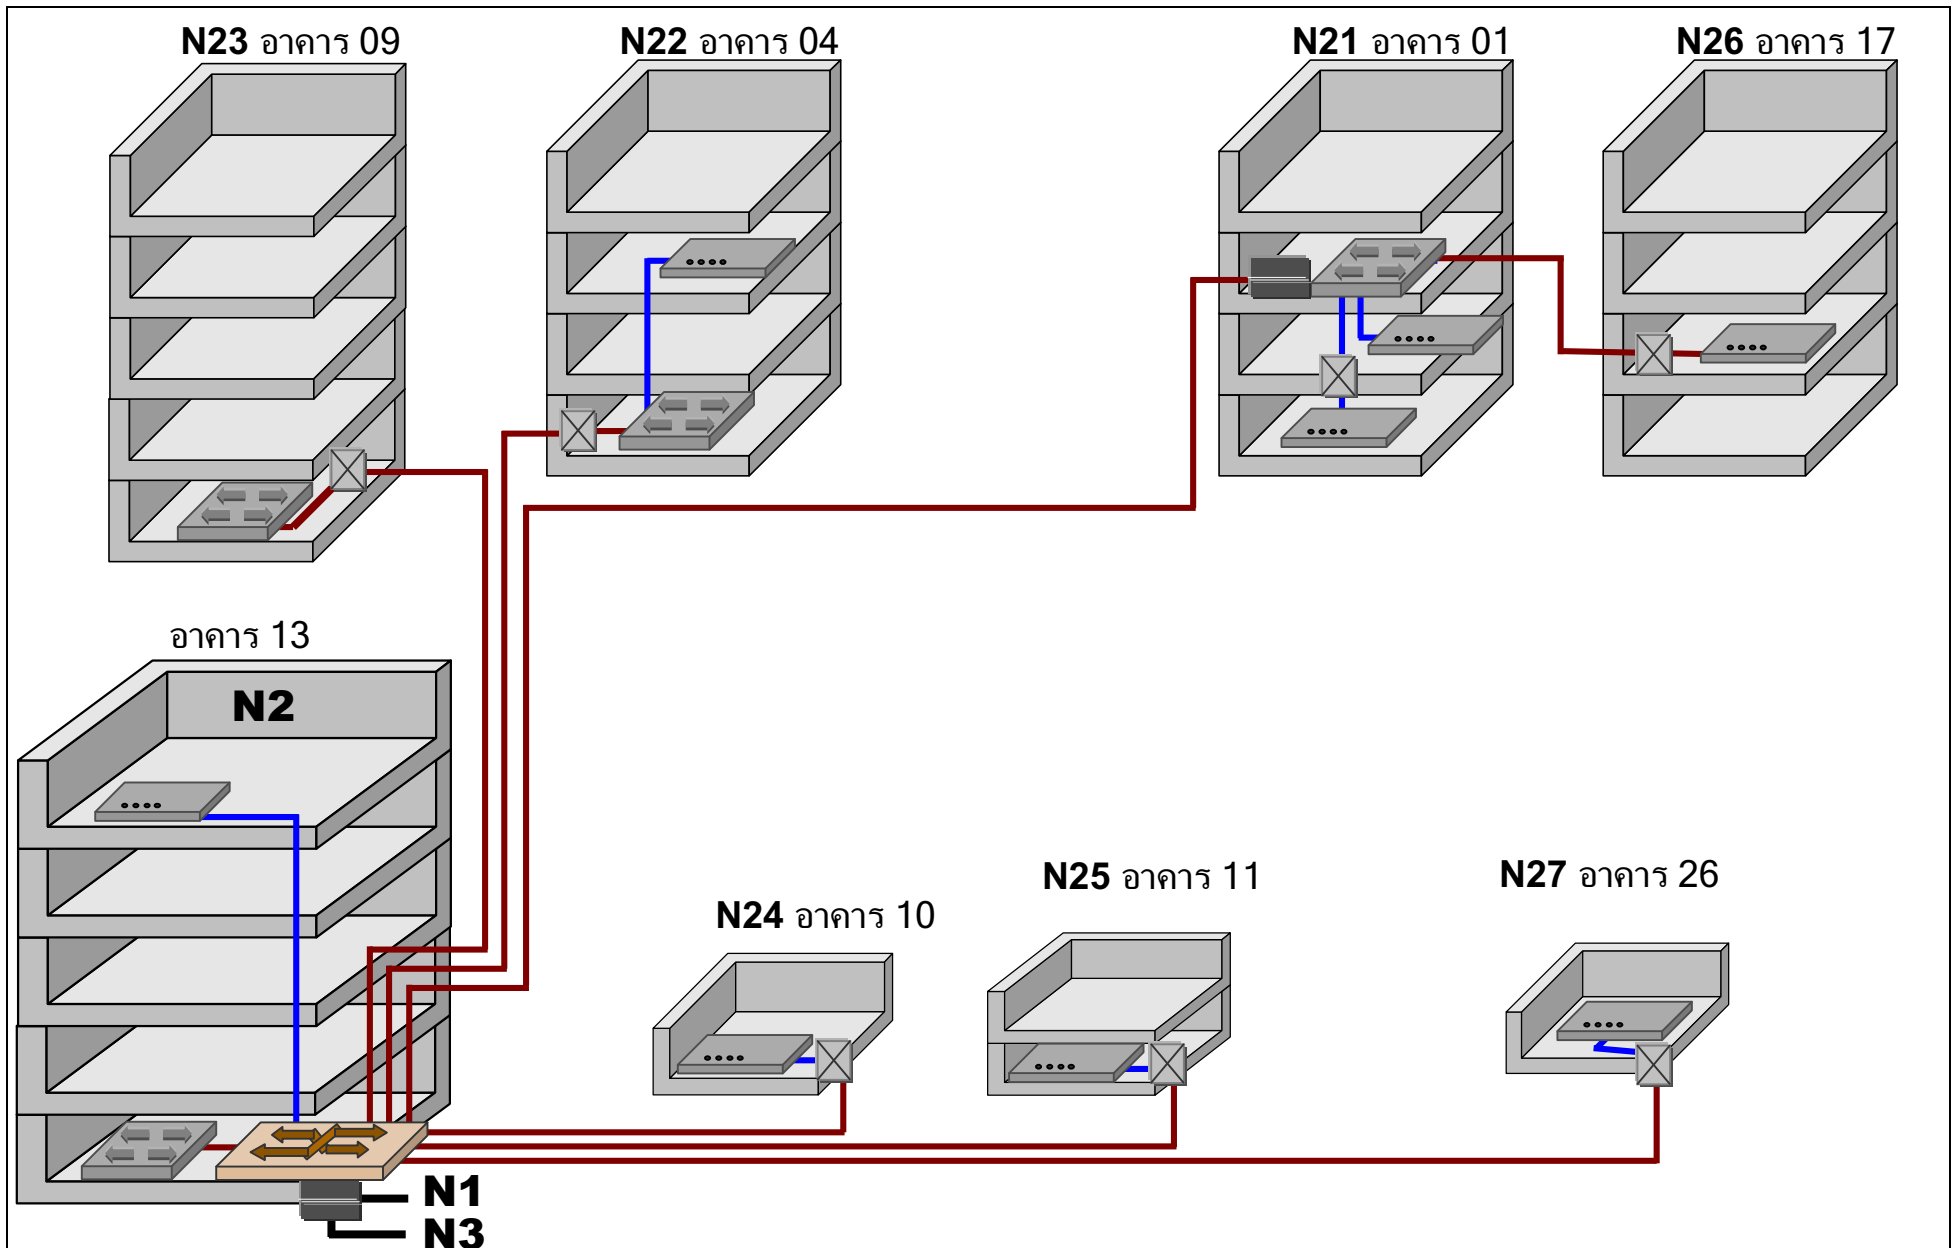 N23 อาคาร 09
N22 อาคาร 04
N21 อาคาร 01
N26 อาคาร 17
อาคาร 13
N2
N24 อาคาร 10
N25 อาคาร 11
N27 อาคาร 26
N1
N3